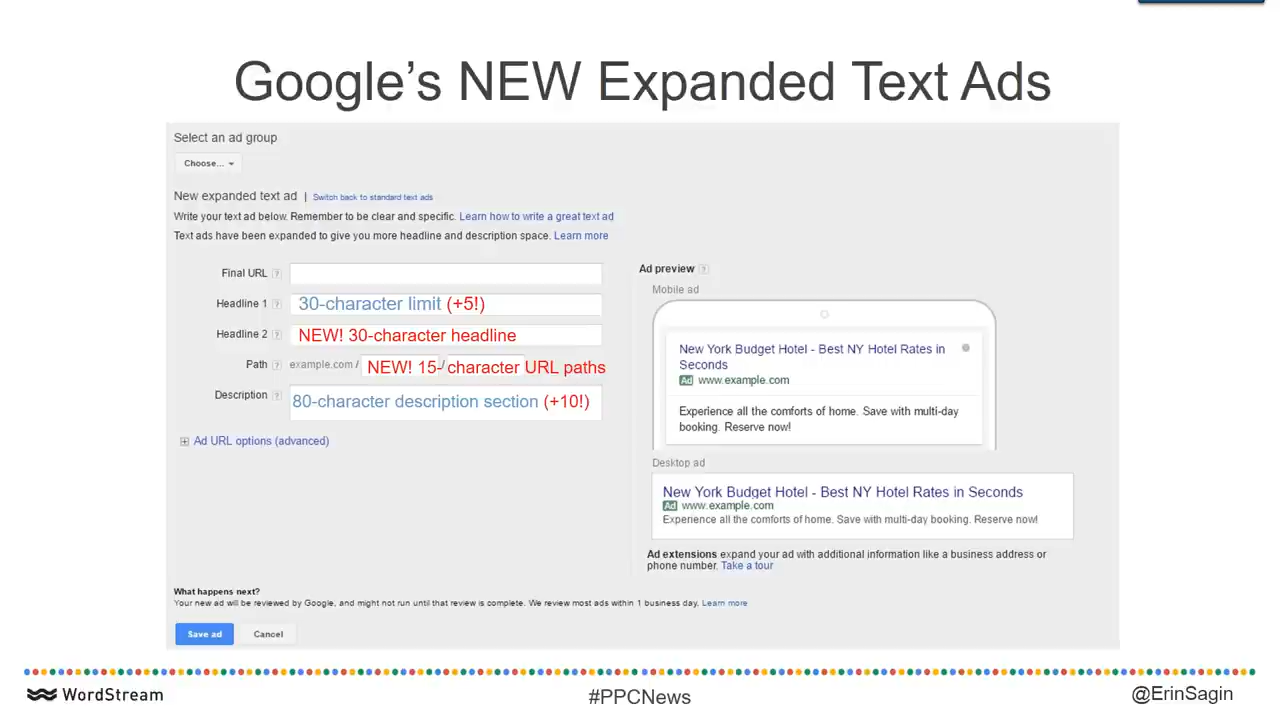 Google's NEW Expanded Text Ads
Select an ad group
Choose...
New expanded text ad | Switch back to standard text ads
Write your text ad below. Remember to be clear and specific. Learn how to write a great text ad
Text ads have been expanded to give you more headline and description space. Learn more
Final URL ?
Headline 1 ? 30-character limit (+5!)
Headline 2 ? NEW! 30-character headline
Path ? example.com / NEW! 15-/character URL paths
Description ? 80-character description section (+10!)
Ad URL options (advanced)
Ad preview ?
Mobile ad
New York Budget Hotel - Best NY Hotel Rates in
Seconds
Ad www.example.com
Experience all the comforts of home. Save with multi-day
booking. Reserve now!
Desktop ad
New York Budget Hotel - Best NY Hotel Rates in Seconds
Ad www.example.com
Experience all the comforts of home. Save with multi-day booking. Reserve now!
Ad extensions expand your ad with additional information like a business address or
phone number. Take a tour
What happens next?
Your new ad will be reviewed by Google, and might not run until that review is complete. We review most ads within 1 business day. Learn more
Save ad Cancel
WordStream
#PPCNews
@ErinSagin